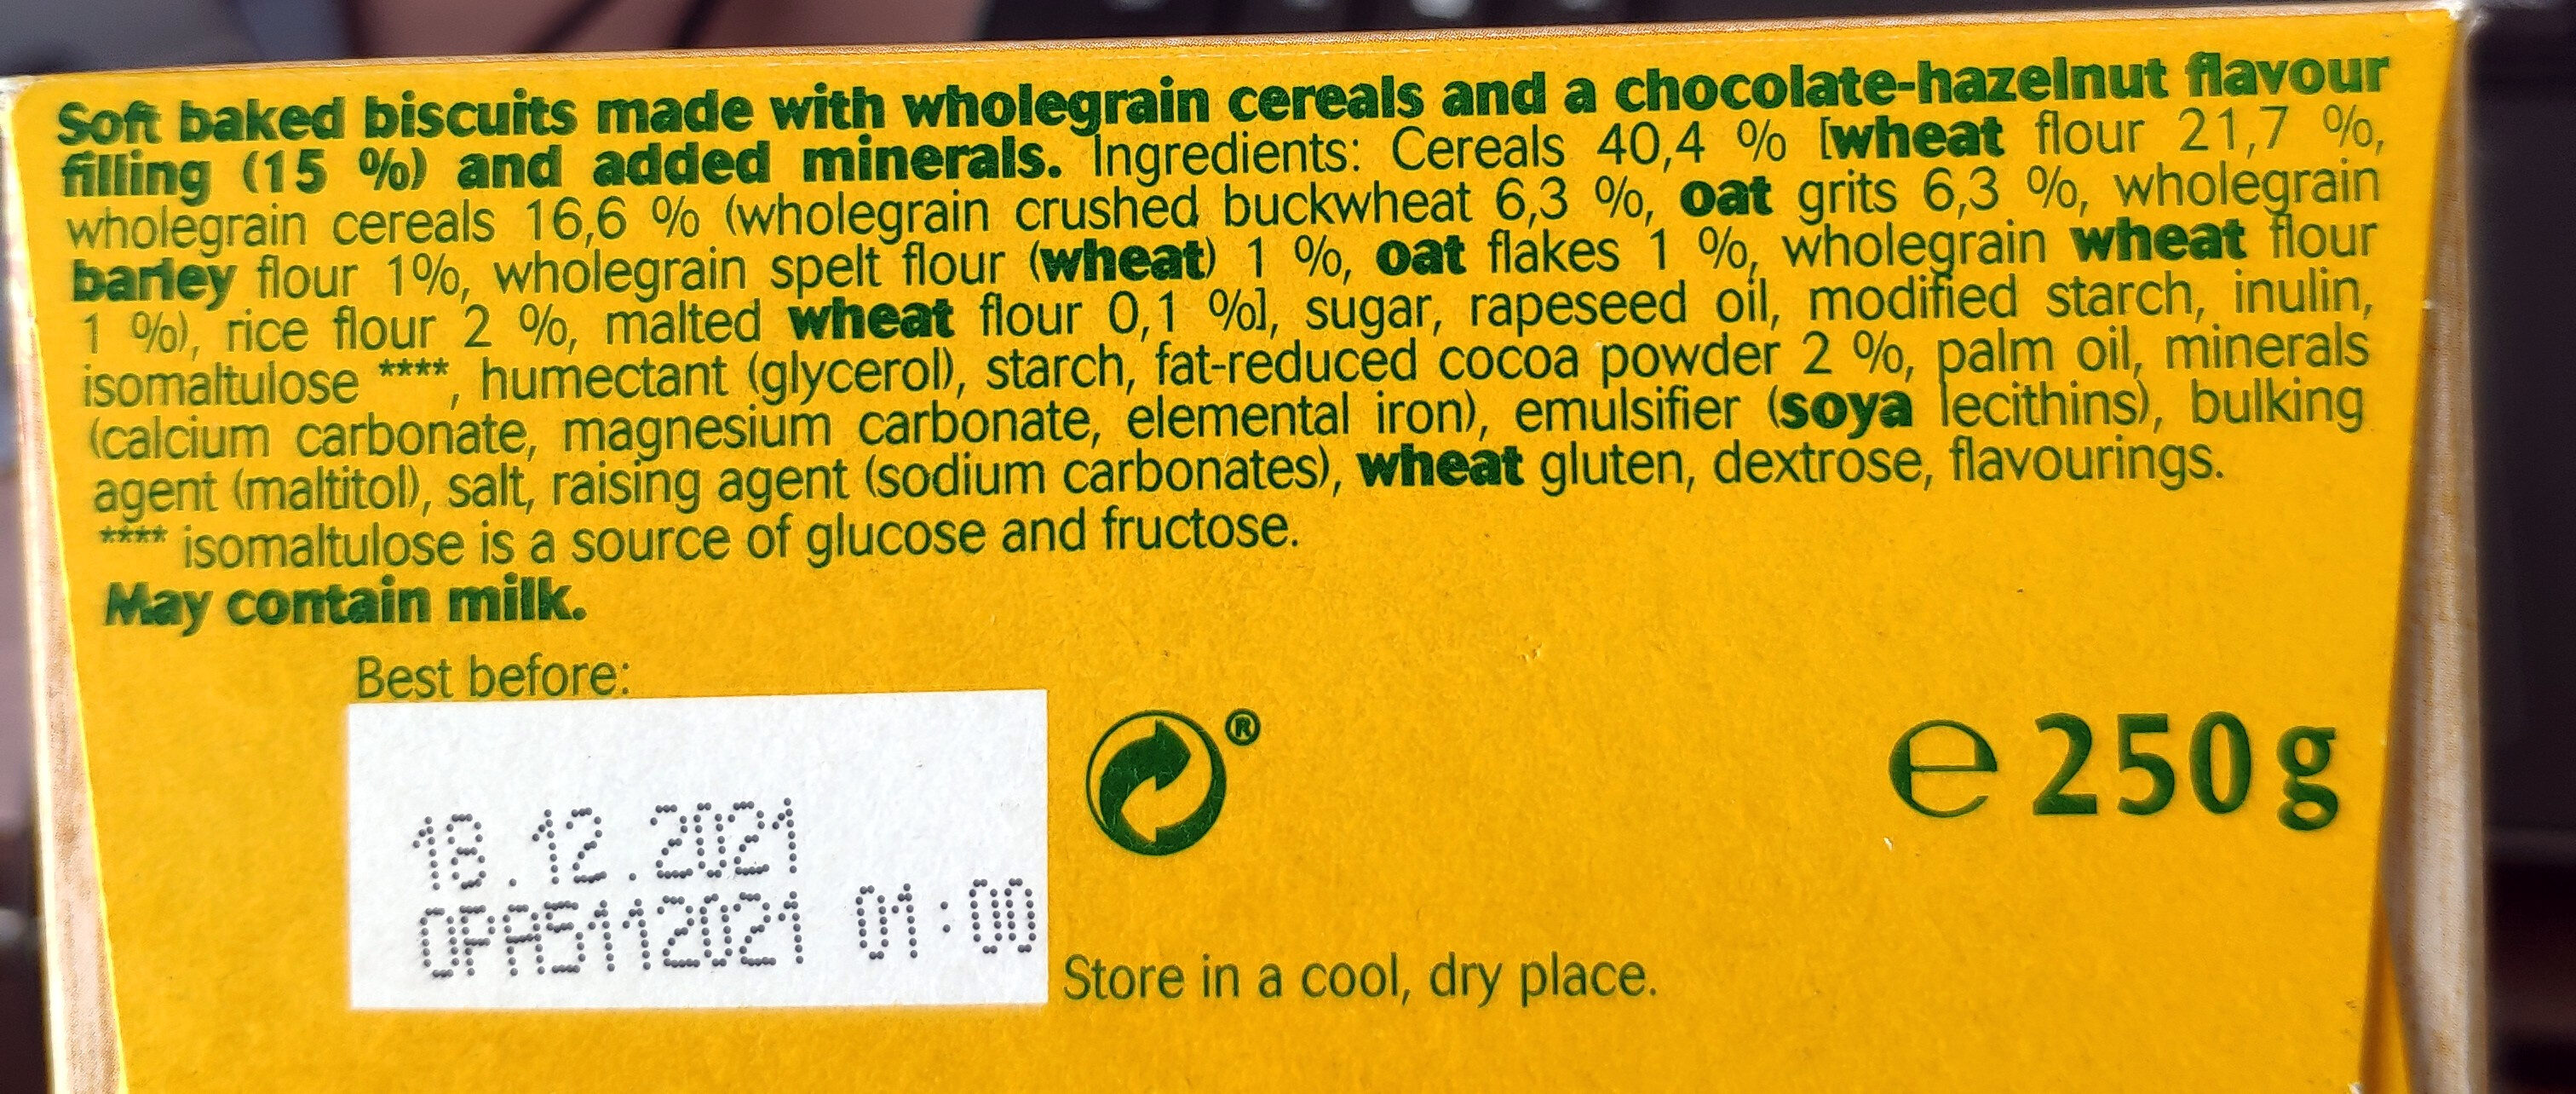 Soft baked biscuits made with wholegrain cereals and a chocolate-hazelnut flavour
filling (15 %) and added minerals. Ingredients: Cereals 40,4 % [wheat flour 21,7 %,
wholegrain cereals 16,6 % (wholegrain crushed buckwheat 6,3 %, oat grits 6,3 %, wholegrain
barley flour 1%, wholegrain spelt flour (wheat) 1 %, oat flakes 1 %, wholegrain wheat flour
1 %), rice flour 2 %, malted wheat flour 0,1 %], sugar, rapeseed oil, modified starch, inulin,
isomaltulose ****, humectant (glycerol), starch, fat-reduced cocoa powder 2 %, palm oil, minerals
(calcium carbonate, magnesium carbonate, elemental iron), emulsifier (soya lecithins), bulking
agent (maltitol), salt, raising agent (sodium carbonates), wheat gluten, dextrose, flavourings.
**** isomaltulose is a source of glucose and fructose.
May contain milk.
Best before:
18.12.2021
OPA5112021 01:00
®
℮ 250 g
Store in a cool, dry place.